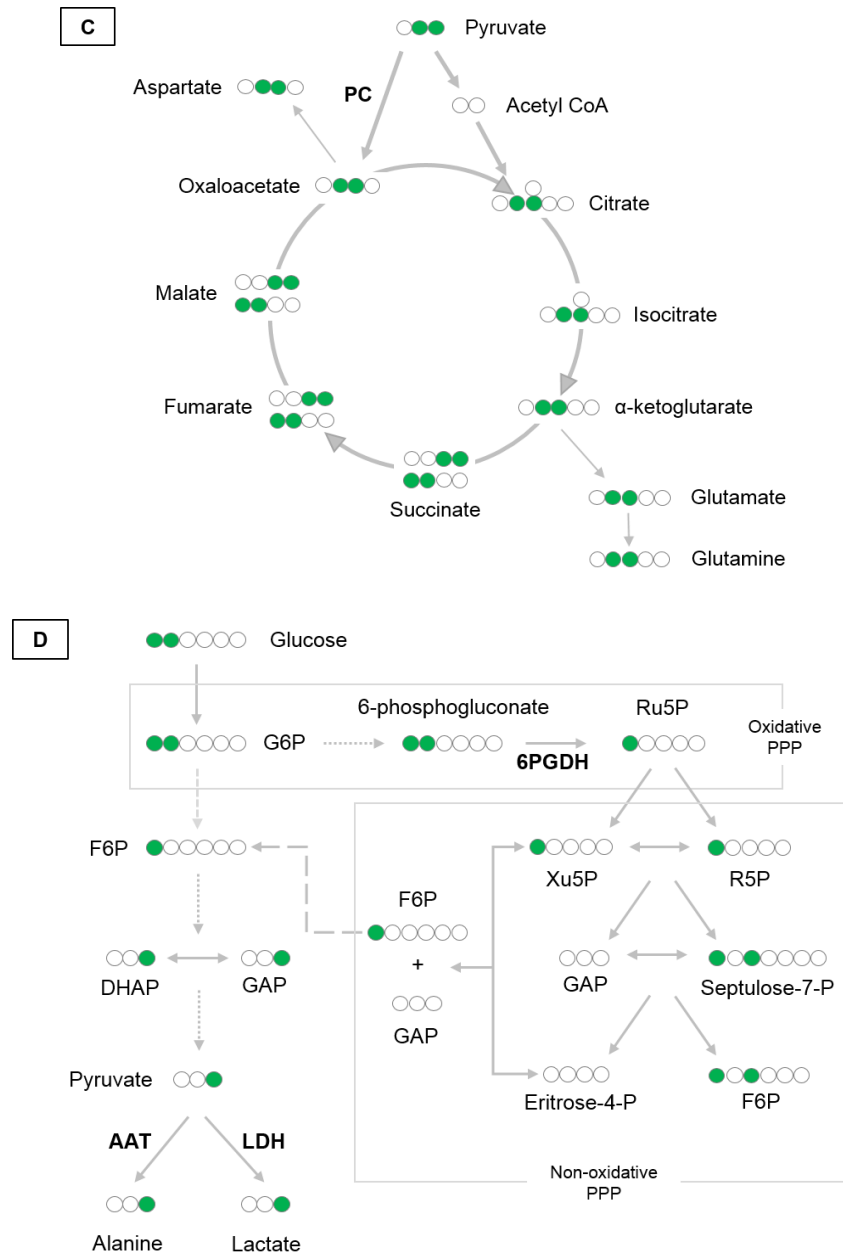 C
Pyruvate
Aspartate
PC
Acetyl CoA
Oxaloacetate
Citrate
Malate
Isocitrate
Fumarate
α-ketoglutarate
Succinate
Glutamate
Glutamine
D
Glucose
6-phosphogluconate
Ru5P
G6P
Oxidative
PPP
6PGDH
F6P
Xu5P
R5P
F6P
+
DHAP
GAP
GAP
GAP
Septulose-7-P
Pyruvate
Eritrose-4-P
F6P
AAT
LDH
Non-oxidative
PPP
Alanine
Lactate